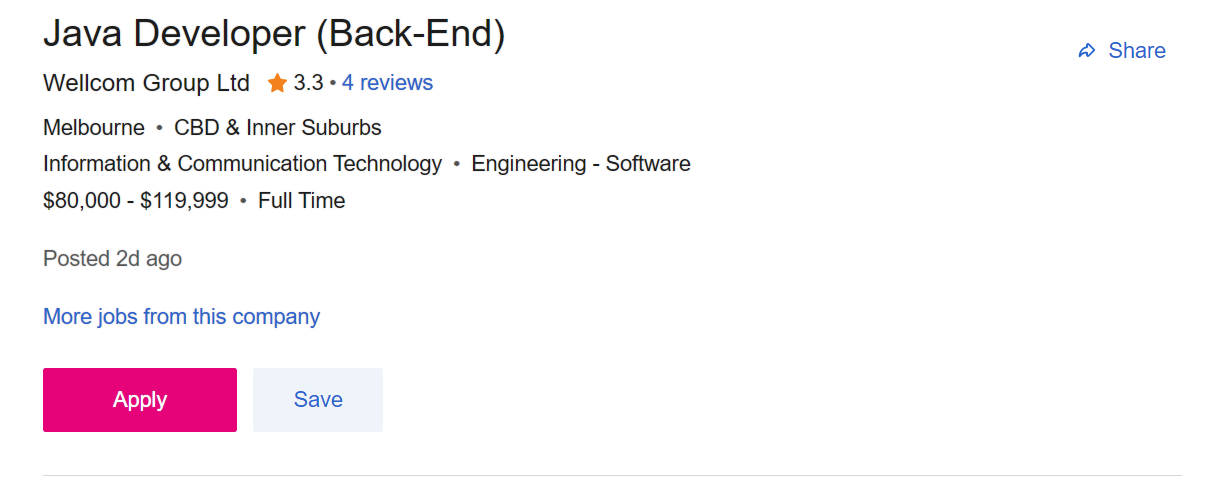 Java Developer (Back-End)
Share
Wellcom Group Ltd 3.3 • 4 reviews
Melbourne • CBD & Inner Suburbs
Information & Communication Technology • Engineering - Software
$80,000 - $119,999 • Full Time
Posted 2d ago
More jobs from this company
Apply Save